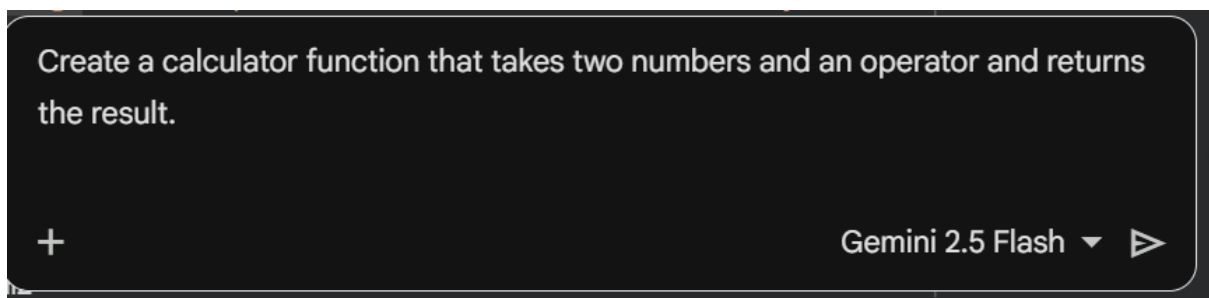 Create a calculator function that takes two numbers and an operator and returns
the result.
Gemini 2.5 Flash